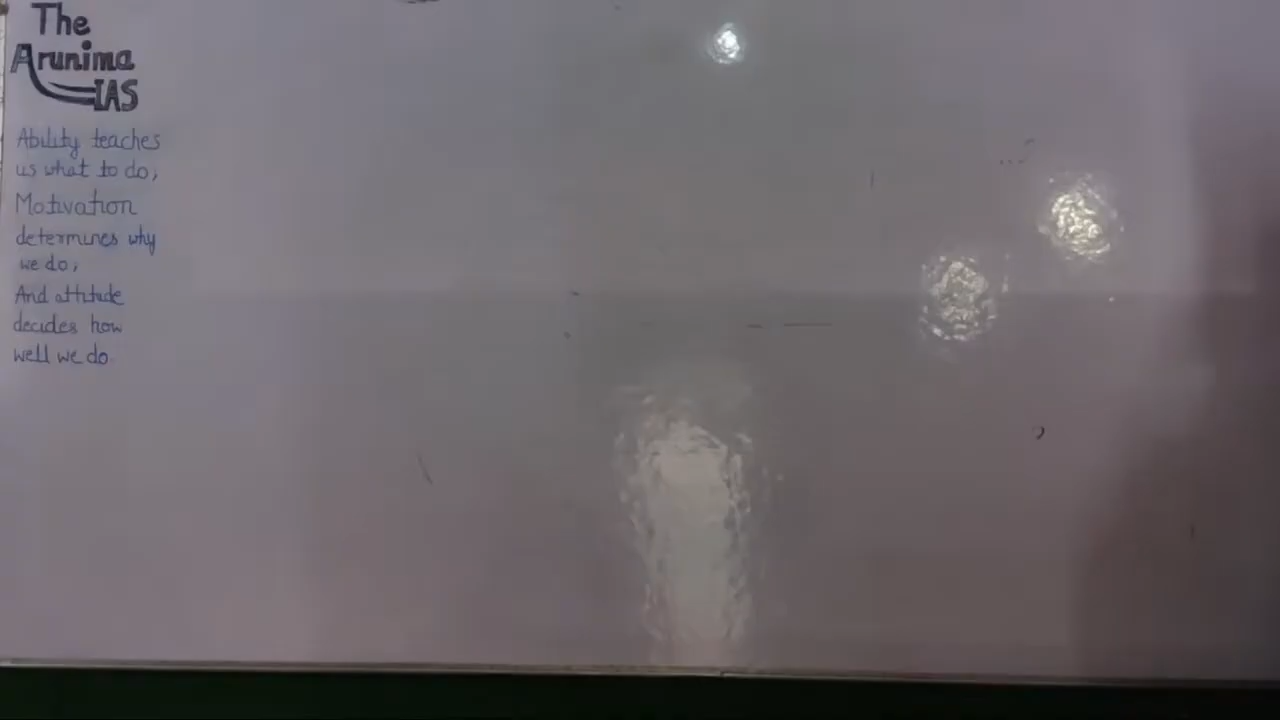 The
Arunima
IAS
Ability teaches
us what to do,
Motivation
determines why
we do,
And attitude
decides how
well we do